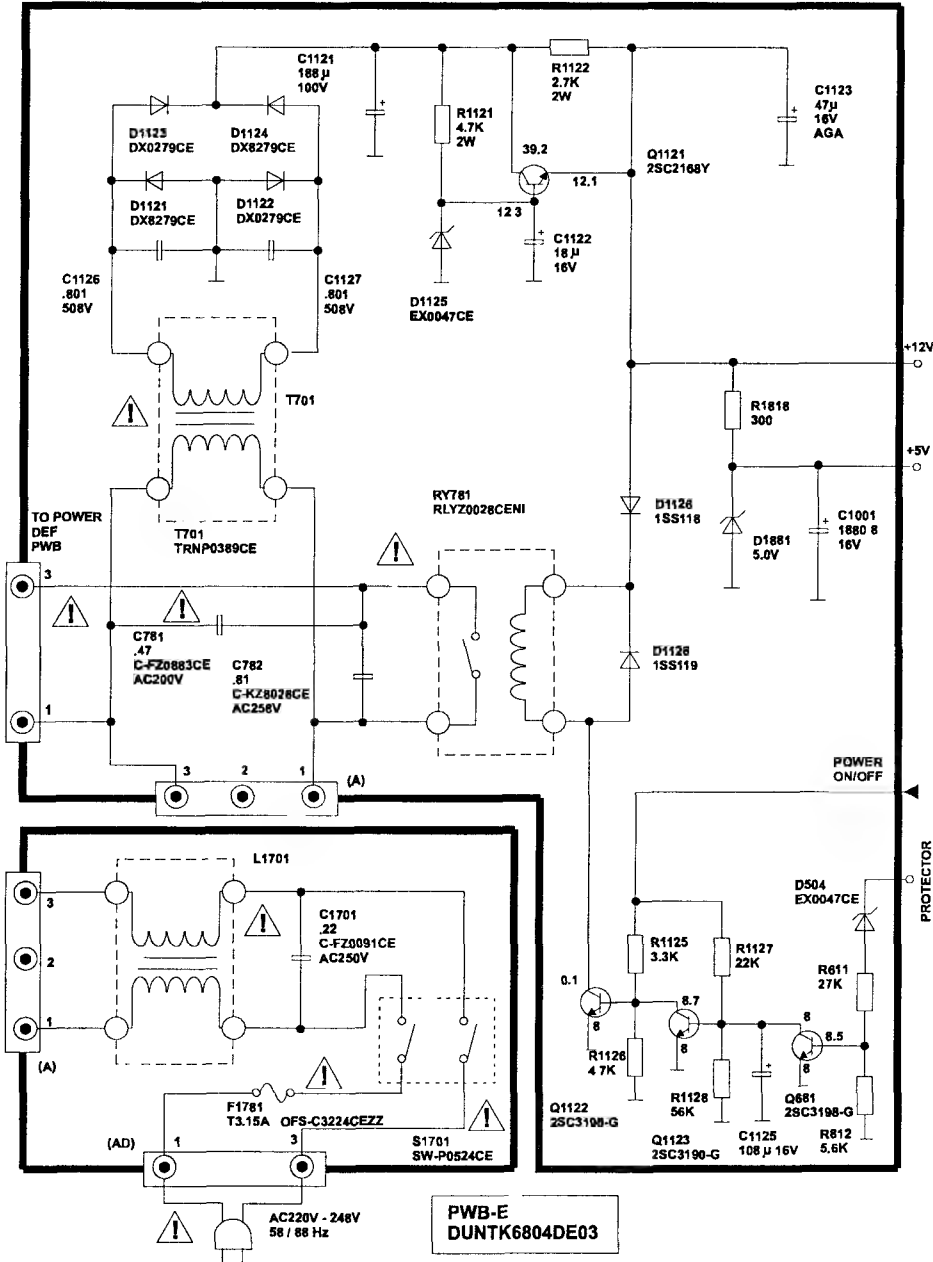 C1121
188 µ
100V
R1122
2.7K
2W
C1123
47µ
16V
AGA
R1121
4.7K
2W
D1123
DX0279CE
D1124
DX8279CE
39.2
Q1121
2SC2168Y
12.1
D1121
DX8279CE
D1122
DX0279CE
12 3
C1122
18 µ
16V
C1126
.801
508V
C1127
.801
508V
D1125
EX0047CE
+12V
T701
R1818
300
+5V
RY781
RLYZ0028CENI
TO POWER
DEF
PWB
T701
TRNP0389CE
D1126
1SS118
D1881
5.0V
C1001
1880 8
16V
3
C781
.47
C-FZ0883CE
AC200V
C782
.81
C-KZ8028CE
AC258V
D1128
1SS119
1
3
2
1
(A)
POWER
ON/OFF
L1701
3
C1701
.22
C-FZ0091CE
AC250V
D504
EX0047CE
PROTECTOR
2
R1125
3.3K
R1127
22K
R611
27K
0.1
8.7
8
8.5
1
8
8
8
(A)
R1126
4 7K
R1128
56K
F1781
T3.15A
OFS-C3224CEZZ
Q1122
2SC3198-G
Q681
2SC3198-G
(AD)
1
3
S1701
SW-P0524CE
Q1123
2SC3190-G
C1125
108 µ 16V
R812
5.6K
AC220V - 248V
58 / 88 Hz
PWB-E
DUNTK6804DE03